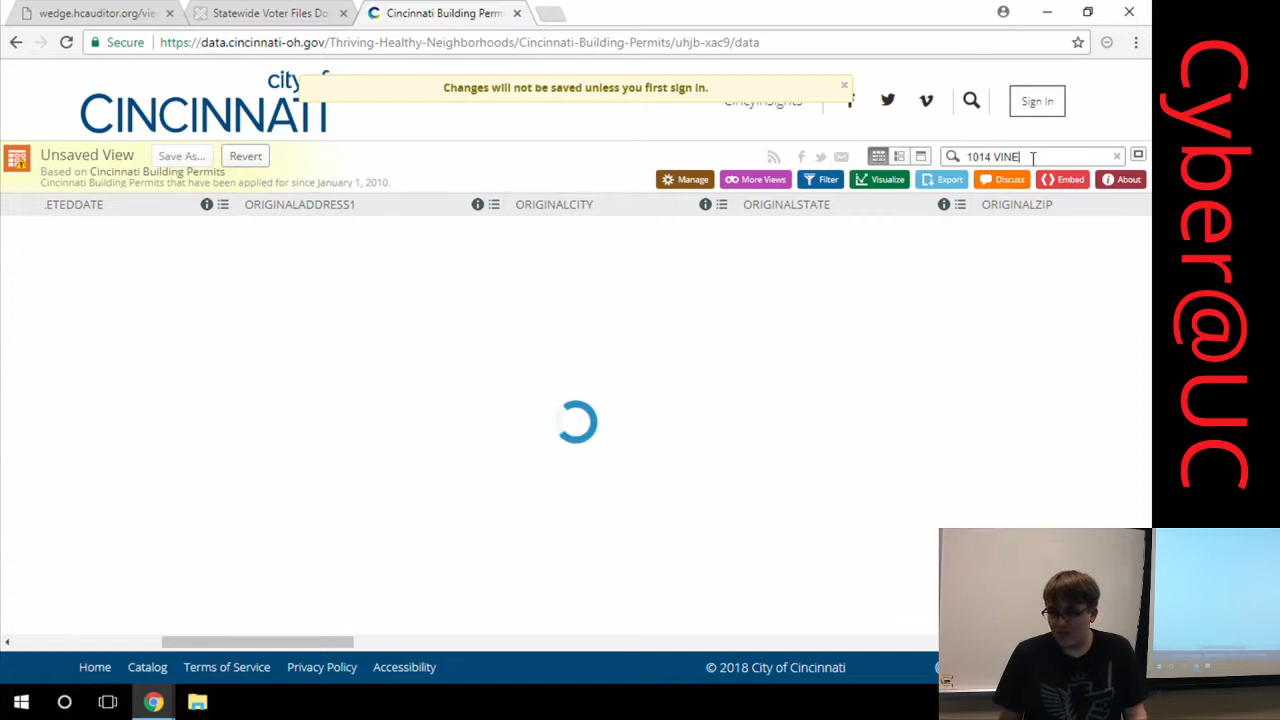 wedge.hcauditor.org/vie
Statewide Voter Files Do
Cincinnati Building Permi
Secure
https://data.cincinnati-oh.gov/Thriving-Healthy-Neighborhoods/Cincinnati-Building-Permits/uhjb-xac9/data
city of
CINCINNATI
Changes will not be saved unless you first sign in.
CincyInsights
Sign In
Unsaved View
Save As...
Revert
Based on Cincinnati Building Permits
Cincinnati Building Permits that have been applied for since January 1, 2010.
1014 VINE
Manage
More Views
Filter
Visualize
Export
Discuss
Embed
About
.ETEDDATE
ORIGINALADDRESS1
ORIGINALCITY
ORIGINALSTATE
ORIGINALZIP
Home
Catalog
Terms of Service
Privacy Policy
Accessibility
© 2018 City of Cincinnati
Cyber@UC